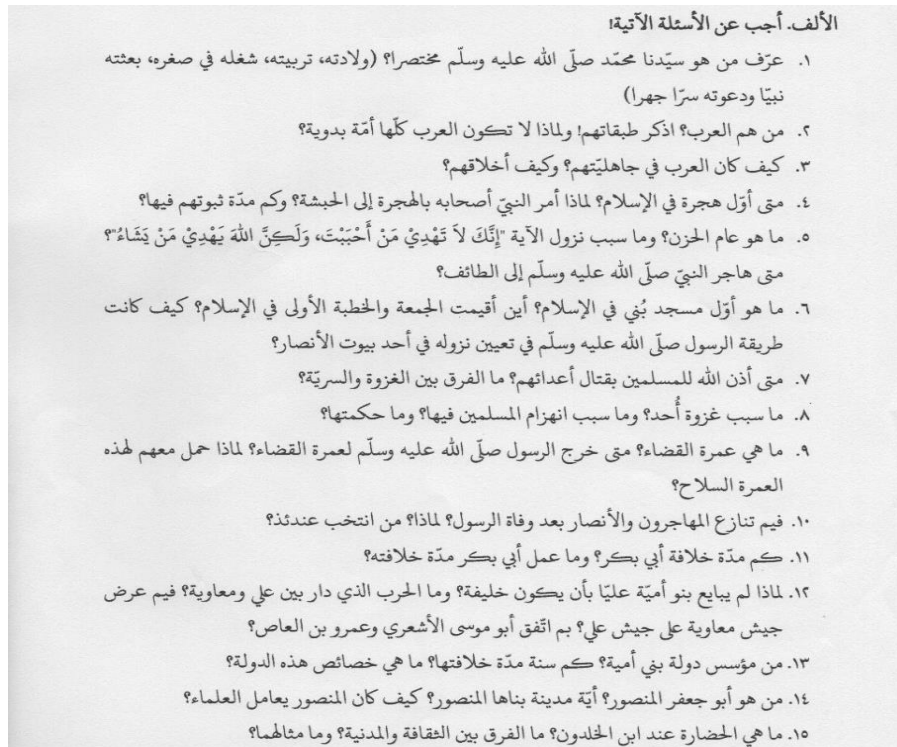 الألف. أجب عن الأسئلة الآتية!
١. عرّف من هو سيّدنا محمّد صلّى الله عليه وسلّم مختصرا؟ (ولادته، تربيته، شغله في صغره، بعثته
نبيّا ودعوته سرّا جهرا)
٢. من هم العرب؟ اذكر طبقاتهم! ولماذا لا تكون العرب كلّها أمّة بدوية؟
٣. كيف كان العرب في جاهليّتهم؟ وكيف أخلاقهم؟
٤. متى أوّل هجرة في الإسلام؟ لماذا أمر النبيّ أصحابه بالهجرة إلى الحبشة؟ وكم مدّة ثبوتهم فيها؟
٥. ما هو عام الحزن؟ وما سبب نزول الآية "إِنَّكَ لاَ تَهْدِيْ مَنْ أَحْبَبْتَ، وَلَكِنَّ اللهَ يَهْدِيْ مَنْ يَشَاءُ"؟
متى هاجر النبيّ صلّى الله عليه وسلّم إلى الطائف؟
٦. ما هو أوّل مسجد بُني في الإسلام؟ أين أقيمت الجمعة والخطبة الأولى في الإسلام؟ كيف كانت
طريقة الرسول صلّى الله عليه وسلّم في تعيين نزوله في أحد بيوت الأنصار؟
٧. متى أذن الله للمسلمين بقتال أعدائهم؟ ما الفرق بين الغزوة والسريّة؟
٨. ما سبب غزوة أُحد؟ وما سبب انهزام المسلمين فيها؟ وما حكمتها؟
٩. ما هي عمرة القضاء؟ متى خرج الرسول صلّى الله عليه وسلّم لعمرة القضاء؟ لماذا حمل معهم لهذه
العمرة السلاح؟
١٠. فيم تنازع المهاجرون والأنصار بعد وفاة الرسول؟ لماذا؟ من انتخب عندئذ؟
١١. كم مدّة خلافة أبي بكر؟ وما عمل أبي بكر مدّة خلافته؟
١٢. لماذا لم يبايع بنو أميّة عليّا بأن يكون خليفة؟ وما الحرب الذي دار بين علي ومعاوية؟ فيم عرض
جيش معاوية على جيش علي؟ بم اتّفق أبو موسى الأشعري وعمرو بن العاص؟
١٣. من مؤسس دولة بني أمية؟ كم سنة مدّة خلافتها؟ ما هي خصائص هذه الدولة؟
١٤. من هو أبو جعفر المنصور؟ أيّة مدينة بناها المنصور؟ كيف كان المنصور يعامل العلماء؟
١٥. ما هي الحضارة عند ابن الخلدون؟ ما الفرق بين الثقافة والمدنية؟ وما مثالهما؟